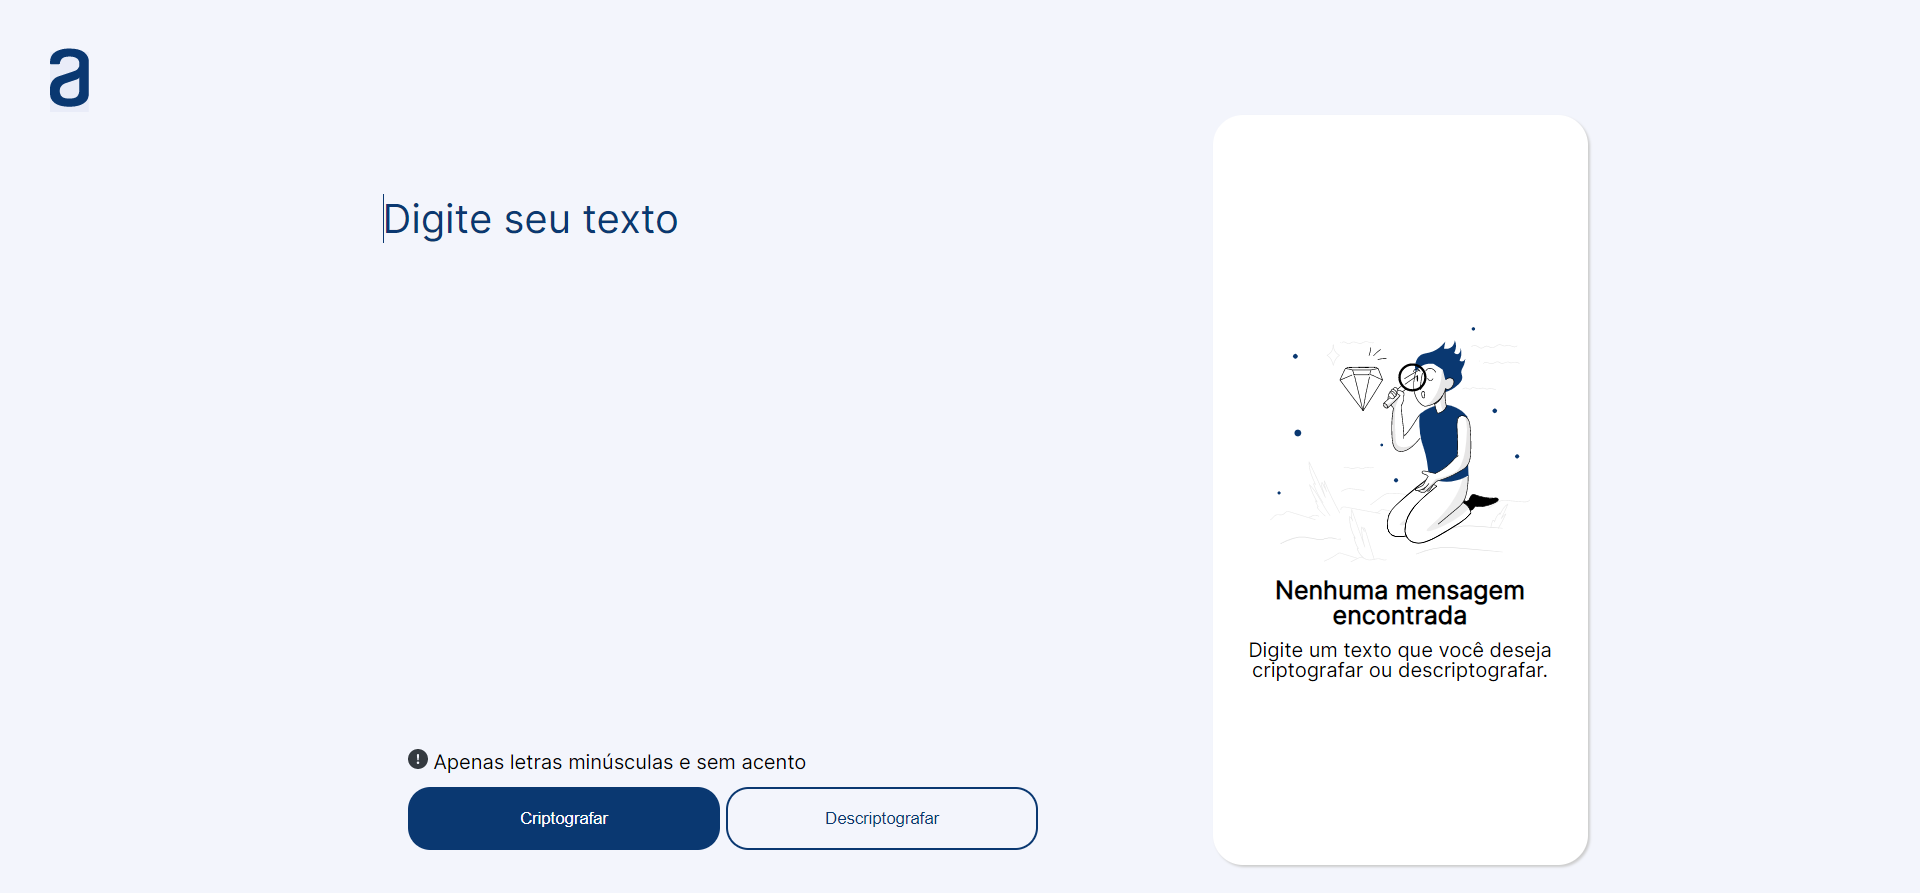 a
Digite seu texto
Nenhuma mensagem
encontrada
Digite um texto que você deseja
criptografar ou descriptografar.
! Apenas letras minúsculas e sem acento
Criptografar
Descriptografar